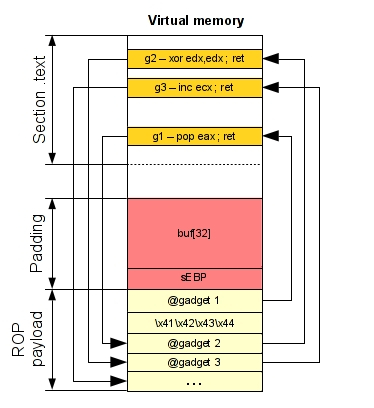 Virtual memory
Section .text
g2 – xor edx,edx ; ret
g3 – inc ecx ; ret
g1 – pop eax ; ret
Padding
buf[32]
sEBP
ROP
payload
@gadget 1
\x41\x42\x43\x44
@gadget 2
@gadget 3
...